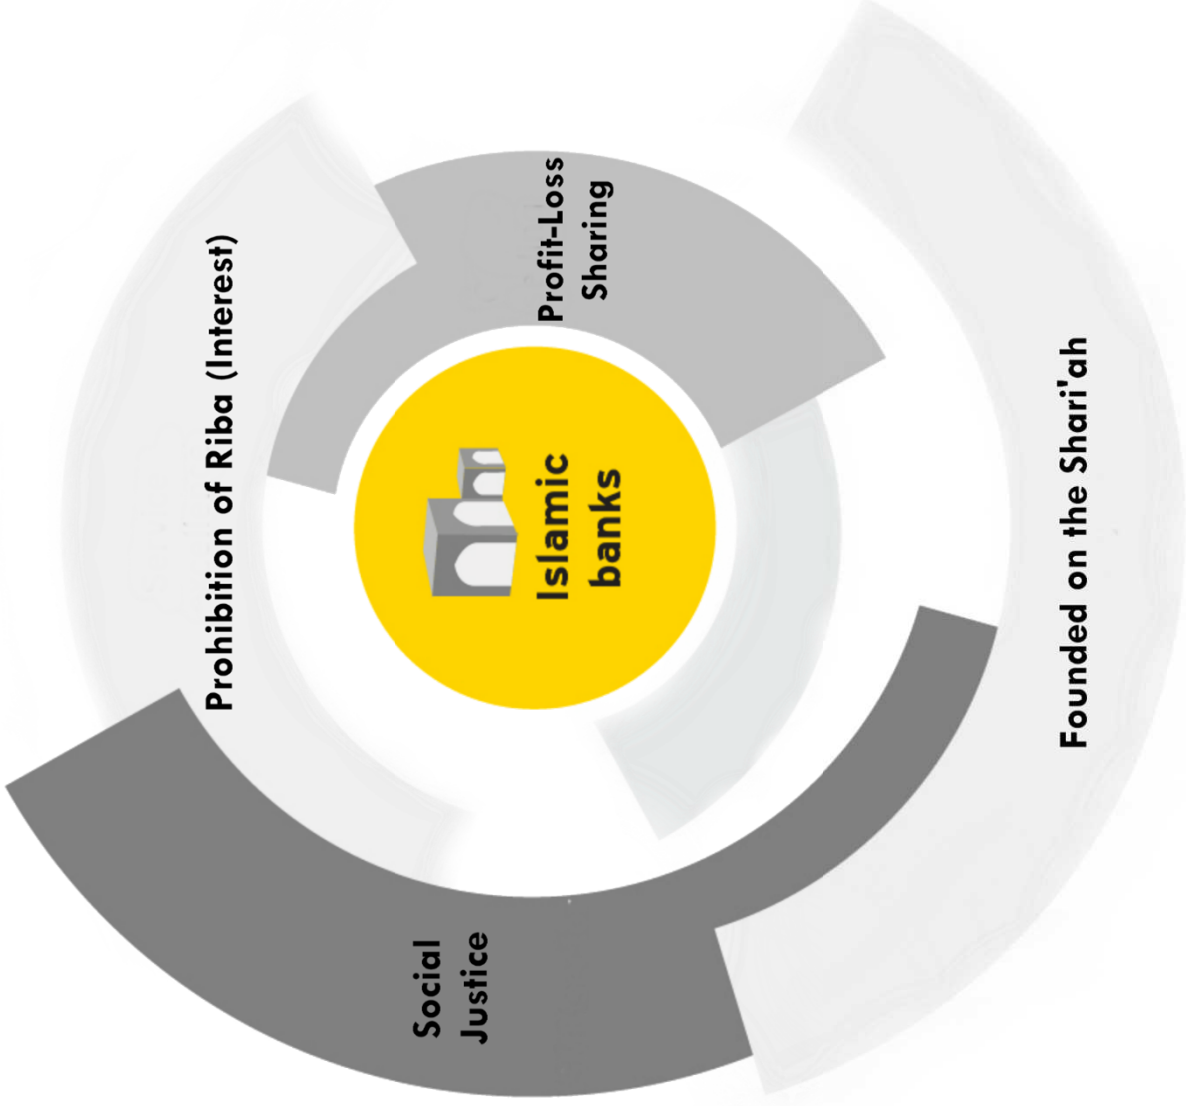 Prohibition of Riba (Interest)
Profit-Loss
Sharing
Islamic
banks
Social
Justice
Founded on the Shari'ah